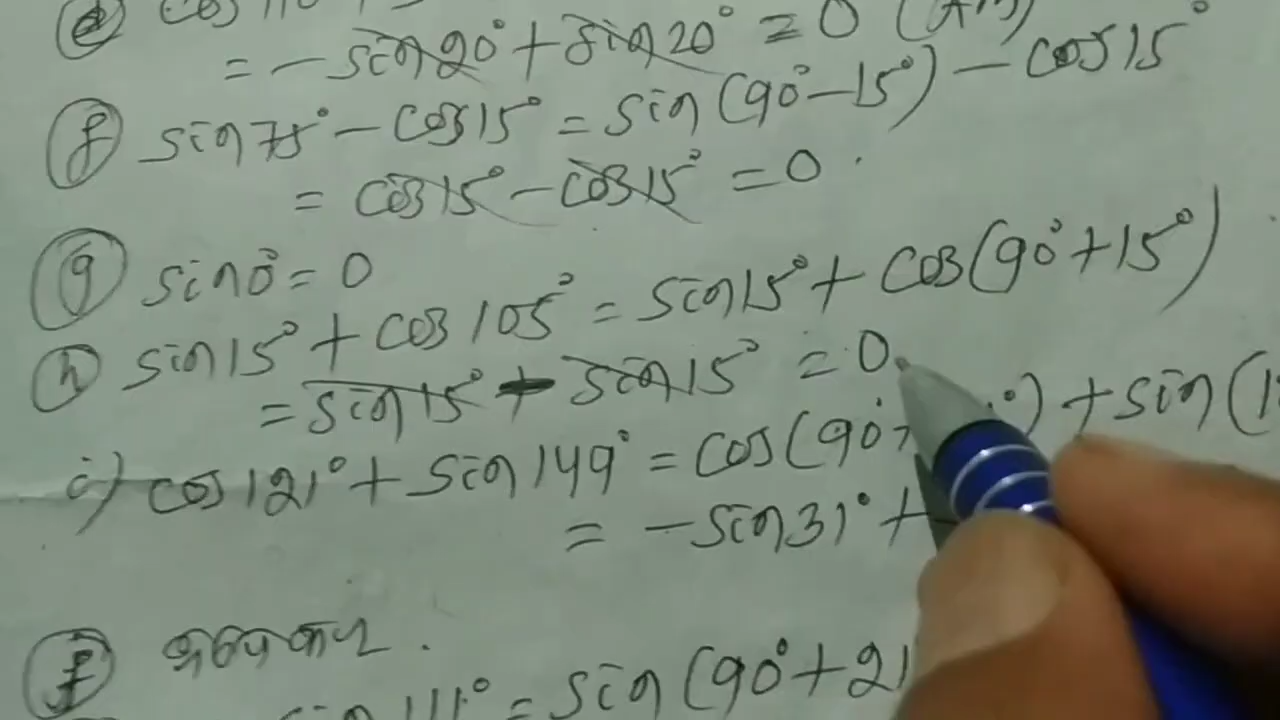 (e) cos 110°
= - sin 20° + sin 20° = 0 (Ans)
(f) sin 75° - cos 15° = sin (90° - 15°) - cos 15°
= cos 15° - cos 15° = 0
(g) sin 0° = 0
(h) sin 15° + cos 105° = sin 15° + cos (90° + 15°)
= sin 15° - sin 15° = 0
i) cos 121° + sin 149° = cos (90° + °) + sin (1
= - sin 31° +
sin 111° = sin (90° + 21